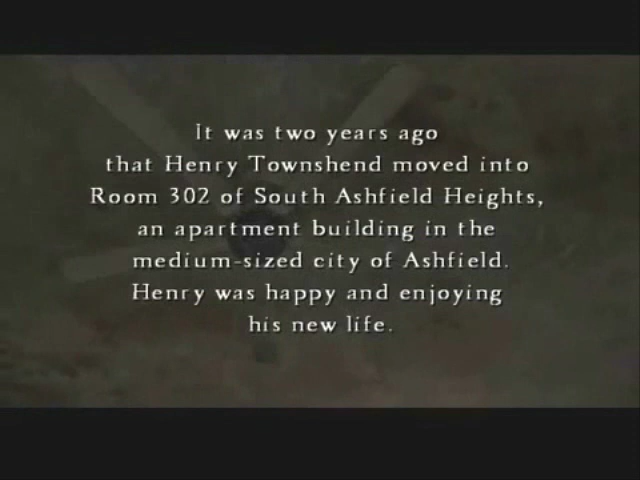 It was two years ago
that Henry Townshend moved into
Room 302 of South Ashfield Heights,
an apartment building in the
medium-sized city of Ashfield.
Henry was happy and enjoying
his new life.